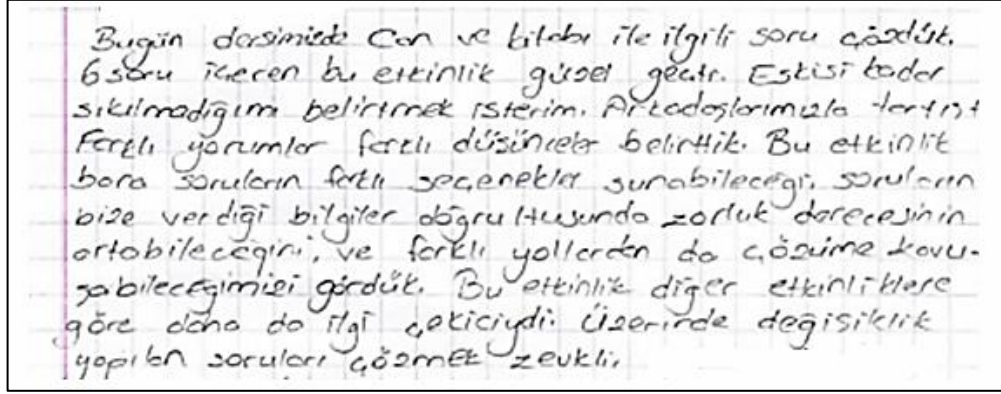 Bugün dersimizde Can ve kitabı ile ilgili soru çözdük.
6 soru içeren bu etkinlik güzel geçti. Eskisi kadar
sıkılmadığımı belirtmek isterim. Arkadaşlarımızla tartıştı
Farklı yorumlar farklı düşünceler belirttik. Bu etkinlik
bana soruların farklı seçenekler sunabileceği, soruların
bize verdiği bilgiler doğrultusunda zorluk derecesinin
artabileceğini, ve farklı yollardan da çözüme kavu-
şabileceğimizi gördük. Bu etkinlik diğer etkinliklere
göre daha da ilgi çekiciydi. Üzerinde değişiklik
yapılan soruları çözmek zevkli.